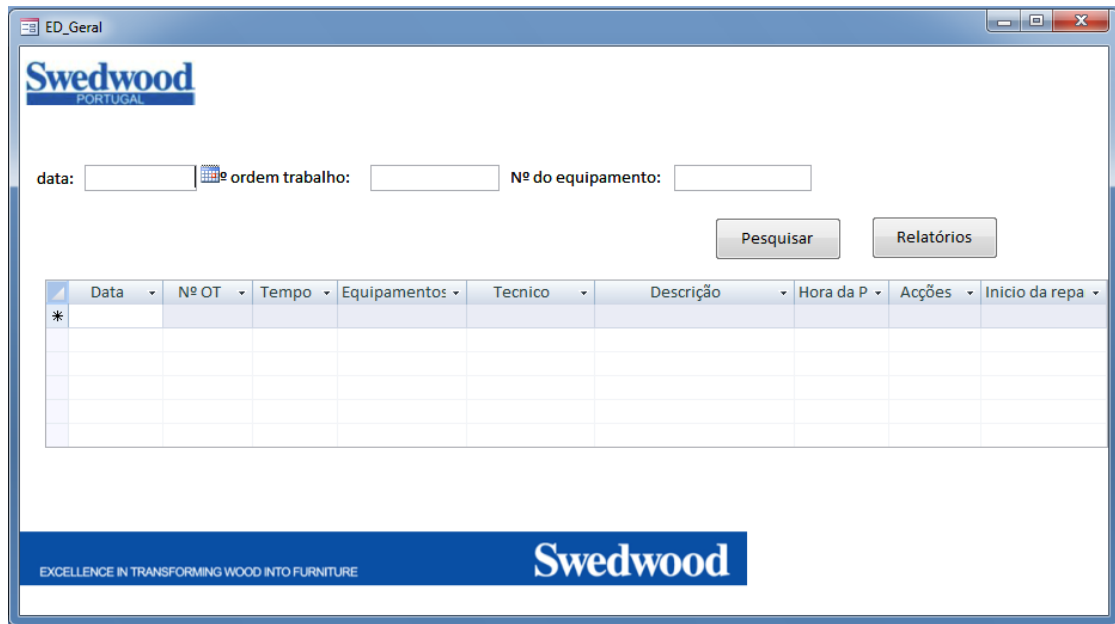 ED_Geral
Swedwood
PORTUGAL
data: º ordem trabalho: Nº do equipamento:
Pesquisar Relatórios
Data Nº OT Tempo Equipamentos Tecnico Descrição Hora da P Acções Inicio da repa
EXCELLENCE IN TRANSFORMING WOOD INTO FURNITURE Swedwood